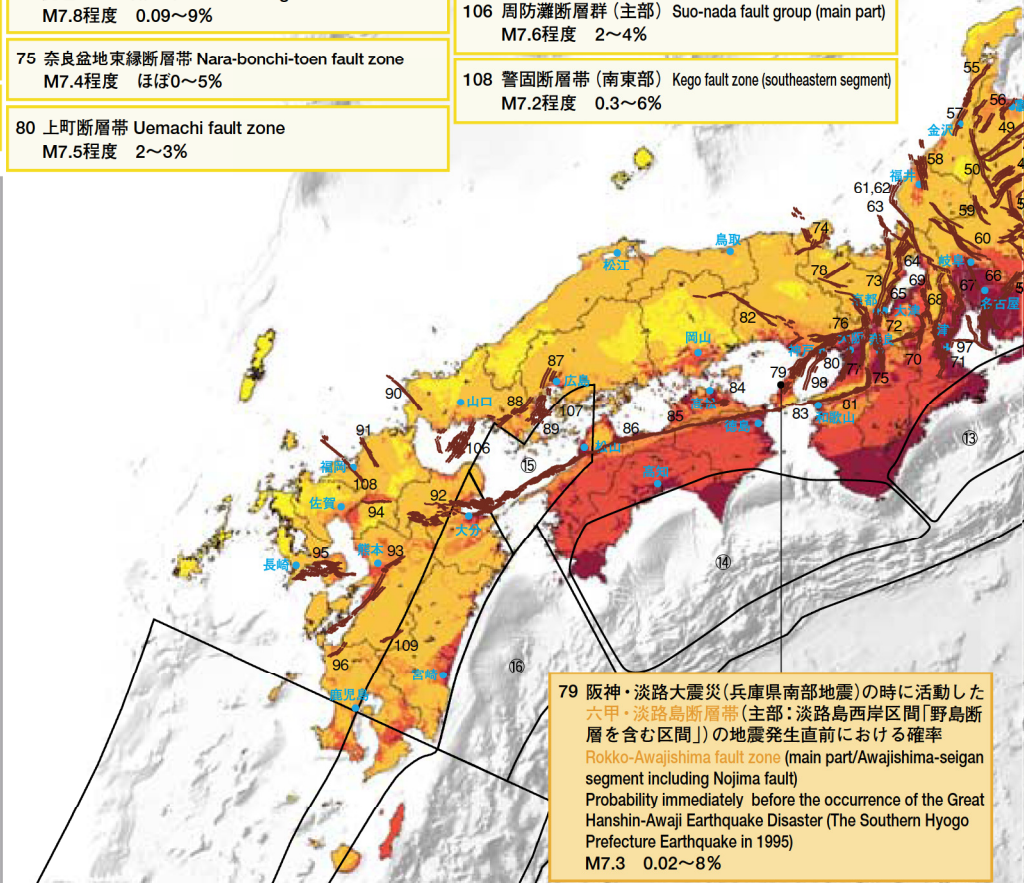 M7.8程度 0.09～9%
75 奈良盆地東縁断層帯 Nara-bonchi-toen fault zone
M7.4程度 ほぼ0～5%
80 上町断層帯 Uemachi fault zone
M7.5程度 2～3%
106 周防灘断層群（主部） Suo-nada fault group (main part)
M7.6程度 2～4%
108 警固断層帯（南東部） Kego fault zone (southeastern segment)
M7.2程度 0.3～6%
55
56
57
金沢
49
58
50
福井
61,62
63
59
60
74
鳥取
松江
78
73
64
岐阜
69
66
67
65
68
名古屋
京都
津
82
76
72
岡山
97
71
70
80
77
75
79
98
84
83
81
和歌山
徳島
85
86
87
広島
88
107
89
90
山口
106
松山
高知
91
福岡
108
佐賀
94
92
大分
⑮
⑬
⑭
95
長崎
熊本
93
109
96
宮崎
鹿児島
⑯
79 阪神・淡路大震災（兵庫県南部地震）の時に活動した
六甲・淡路島断層帯（主部：淡路島西岸区間「野島断
層を含む区間」）の地震発生直前における確率
Rokko-Awajishima fault zone (main part/Awajishima-seigan
segment including Nojima fault)
Probability immediately before the occurrence of the Great
Hanshin-Awaji Earthquake Disaster (The Southern Hyogo
Prefecture Earthquake in 1995)
M7.3 0.02～8%